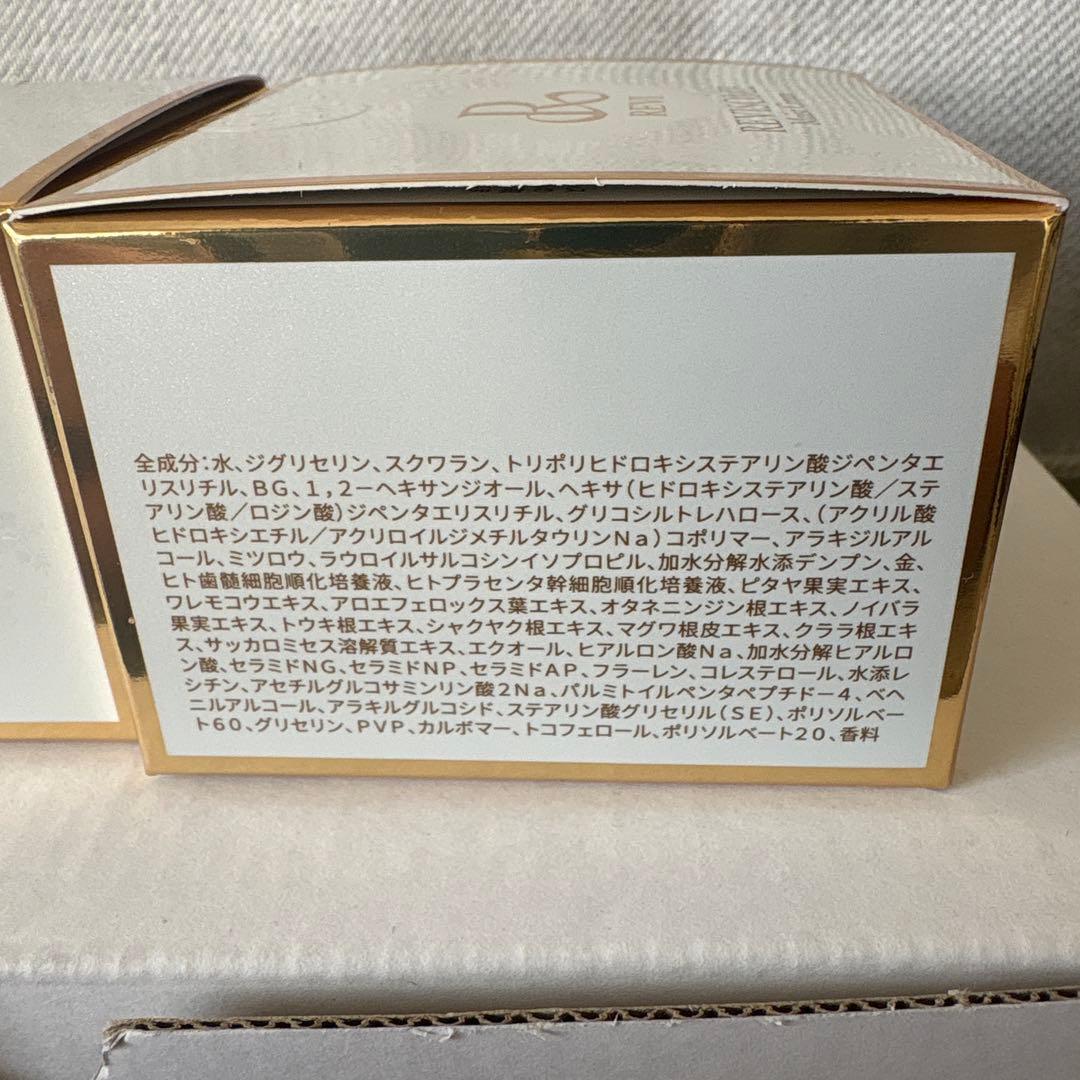 REVI
全成分:水、ジグリセリン、スクワラン、トリポリヒドロキシステアリン酸ジペンタエ
リスリチル、BG、1,2−ヘキサンジオール、ヘキサ(ヒドロキシステアリン酸/ステ
アリン酸/ロジン酸)ジペンタエリスリチル、グリコシルトレハロース、(アクリル酸
ヒドロキシエチル/アクリロイルジメチルタウリンNa)コポリマー、アラキジルアル
コール、ミツロウ、ラウロイルサルコシンイソプロピル、加水分解水添デンプン、金、
ヒト歯髄細胞順化培養液、ヒトプラセンタ幹細胞順化培養液、ピタヤ果実エキス、
ワレモコウエキス、アロエフェロックス葉エキス、オタネニンジン根エキス、ノイバラ
果実エキス、トウキ根エキス、シャクヤク根エキス、マグワ根皮エキス、クララ根エキ
ス、サッカロミセス溶解質エキス、エクオール、ヒアルロン酸Na、加水分解ヒアルロ
ン酸、セラミドNG、セラミドNP、セラミドAP、フラーレン、コレステロール、水添レ
シチン、アセチルグルコサミンリン酸2Na、パルミトイルペンタペプチド−4、ベヘ
ニルアルコール、アラキルグルコシド、ステアリン酸グリセリル(SE)、ポリソルベー
ト60、グリセリン、PVP、カルボマー、トコフェロール、ポリソルベート20、香料